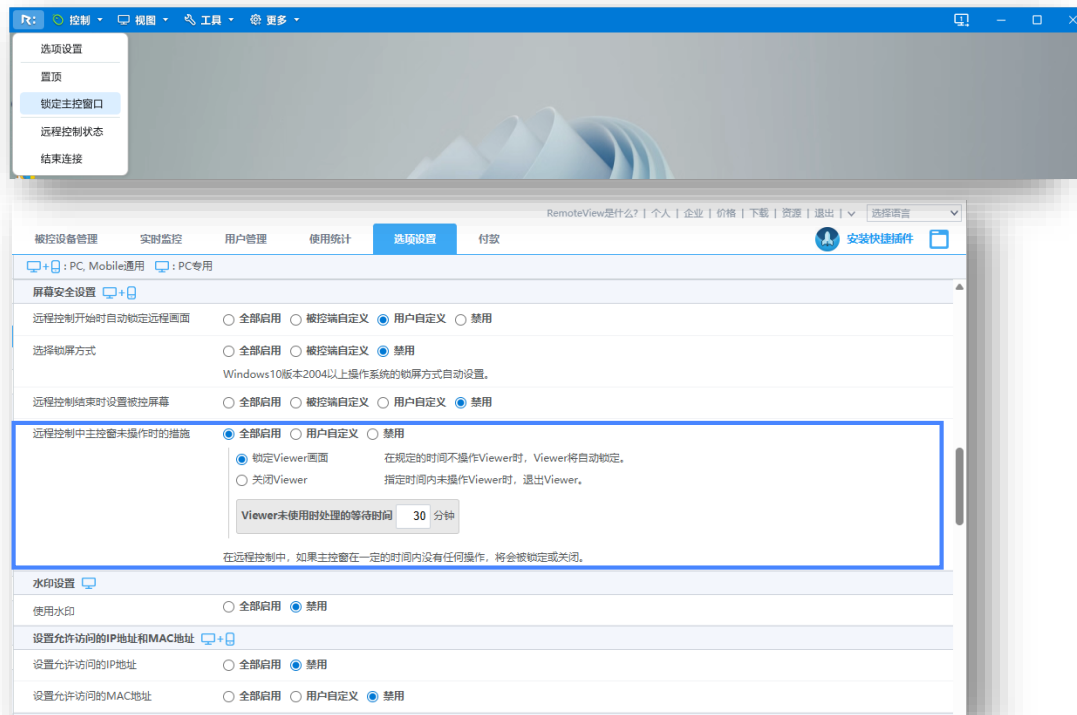 R: 控制 视图 工具 更多
选项设置
置顶
锁定主控窗口
远程控制状态
结束连接
RemoteView是什么? | 个人 | 企业 | 价格 | 下载 | 资源 | 退出 | 选择语言
被控设备管理 实时监控 用户管理 使用统计 选项设置 付款 安装快捷插件
+ : PC, Mobile通用 : PC专用
屏幕安全设置 +
远程控制开始时自动锁定远程画面 全部启用 被控端自定义 用户自定义 禁用
选择锁屏方式 全部启用 被控端自定义 禁用
Windows10版本2004以上操作系统的锁屏方式自动设置。
远程控制结束时设置被控屏幕 全部启用 被控端自定义 用户自定义 禁用
远程控制中主控窗未操作时的措施 全部启用 用户自定义 禁用
锁定Viewer画面 在规定的时间不操作Viewer时，Viewer将自动锁定。
关闭Viewer 指定时间内未操作Viewer时，退出Viewer。
Viewer未使用时处理的等待时间 30 分钟
在远程控制中，如果主控窗在一定的时间内没有任何操作，将会被锁定或关闭。
水印设置
使用水印 全部启用 禁用
设置允许访问的IP地址和MAC地址 +
设置允许访问的IP地址 全部启用 禁用
设置允许访问的MAC地址 全部启用 用户自定义 禁用